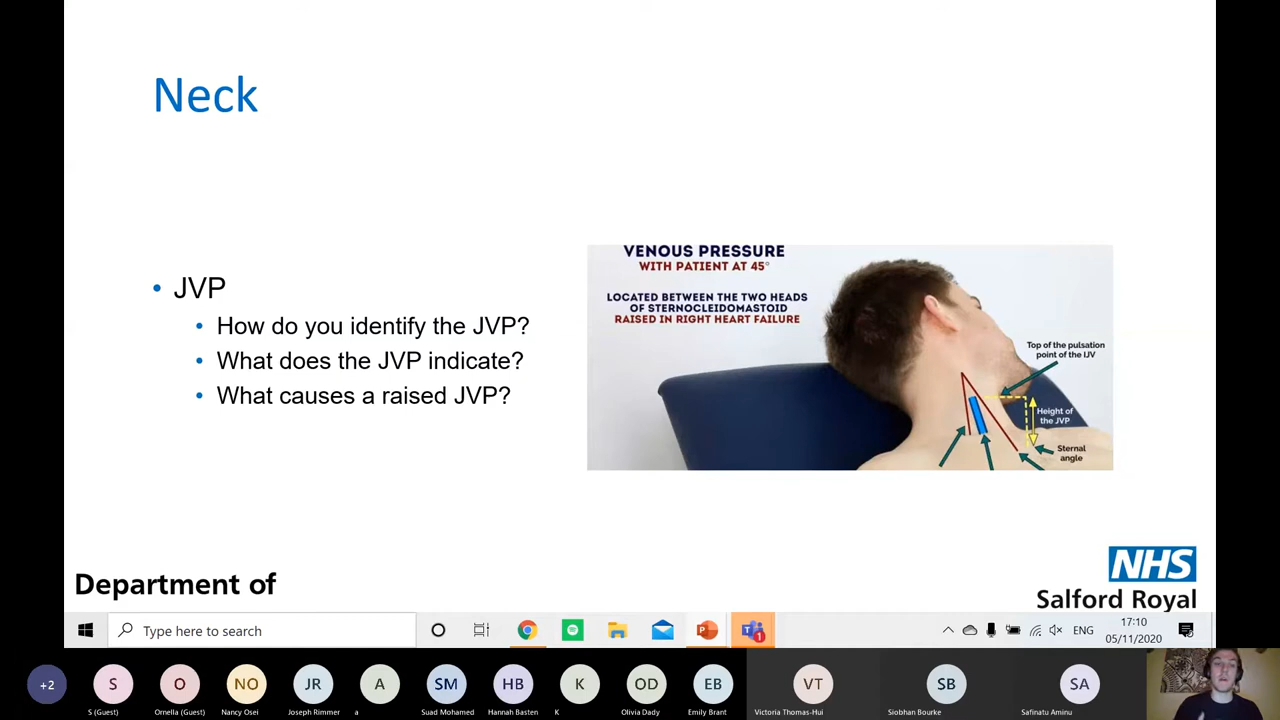 Neck
• JVP
• How do you identify the JVP?
• What does the JVP indicate?
• What causes a raised JVP?
VENOUS PRESSURE
WITH PATIENT AT 45°
LOCATED BETWEEN THE TWO HEADS
OF STERNOCLEIDOMASTOID
RAISED IN RIGHT HEART FAILURE
Top of the pulsation
point of the IJV
Height of
the JVP
Sternal
angle
Department of
NHS
Salford Royal
Type here to search
ENG
17:10
05/11/2020
1
+2
S
O
NO
JR
A
SM
HB
K
OD
EB
VT
SB
SA
S (Guest)
Ornella (Guest)
Nancy Osei
Joseph Rimmer
a
Suad Mohamed
Hannah Basten
K
Olivia Dady
Emily Brant
Victoria Thomas-Hui
Siobhan Bourke
Safinatu Aminu